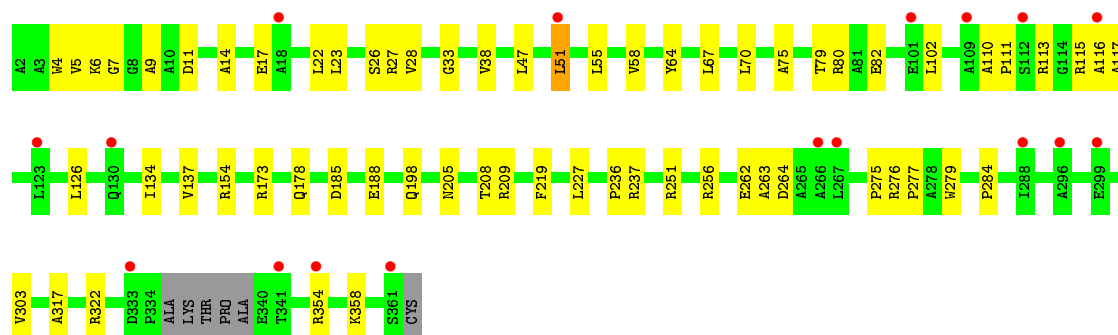 A2 A3 W4 V5 K6 G7 G8 A9 A10 D11 A14 E17 A18 L22 L23 S26 R27 V28 G33 V38 L47 L51 L55 V58 Y64 L67 L70 A75 T79 R80 A81 E82 E101 L102 A109 A110 P111 S112 R113 G114 R115 A116 A117
L123 L126 Q130 I134 V137 R154 R173 Q178 D185 E188 Q198 N205 T208 R209 F219 L227 P236 R237 R251 R256 E262 A263 D264 A265 A266 L267 P275 R276 P277 A278 W279 P284 I288 A296 E299
V303 A317 R322 D333 P334 ALA LYS THR PRO ALA E340 T341 R354 K358 S361 CYS